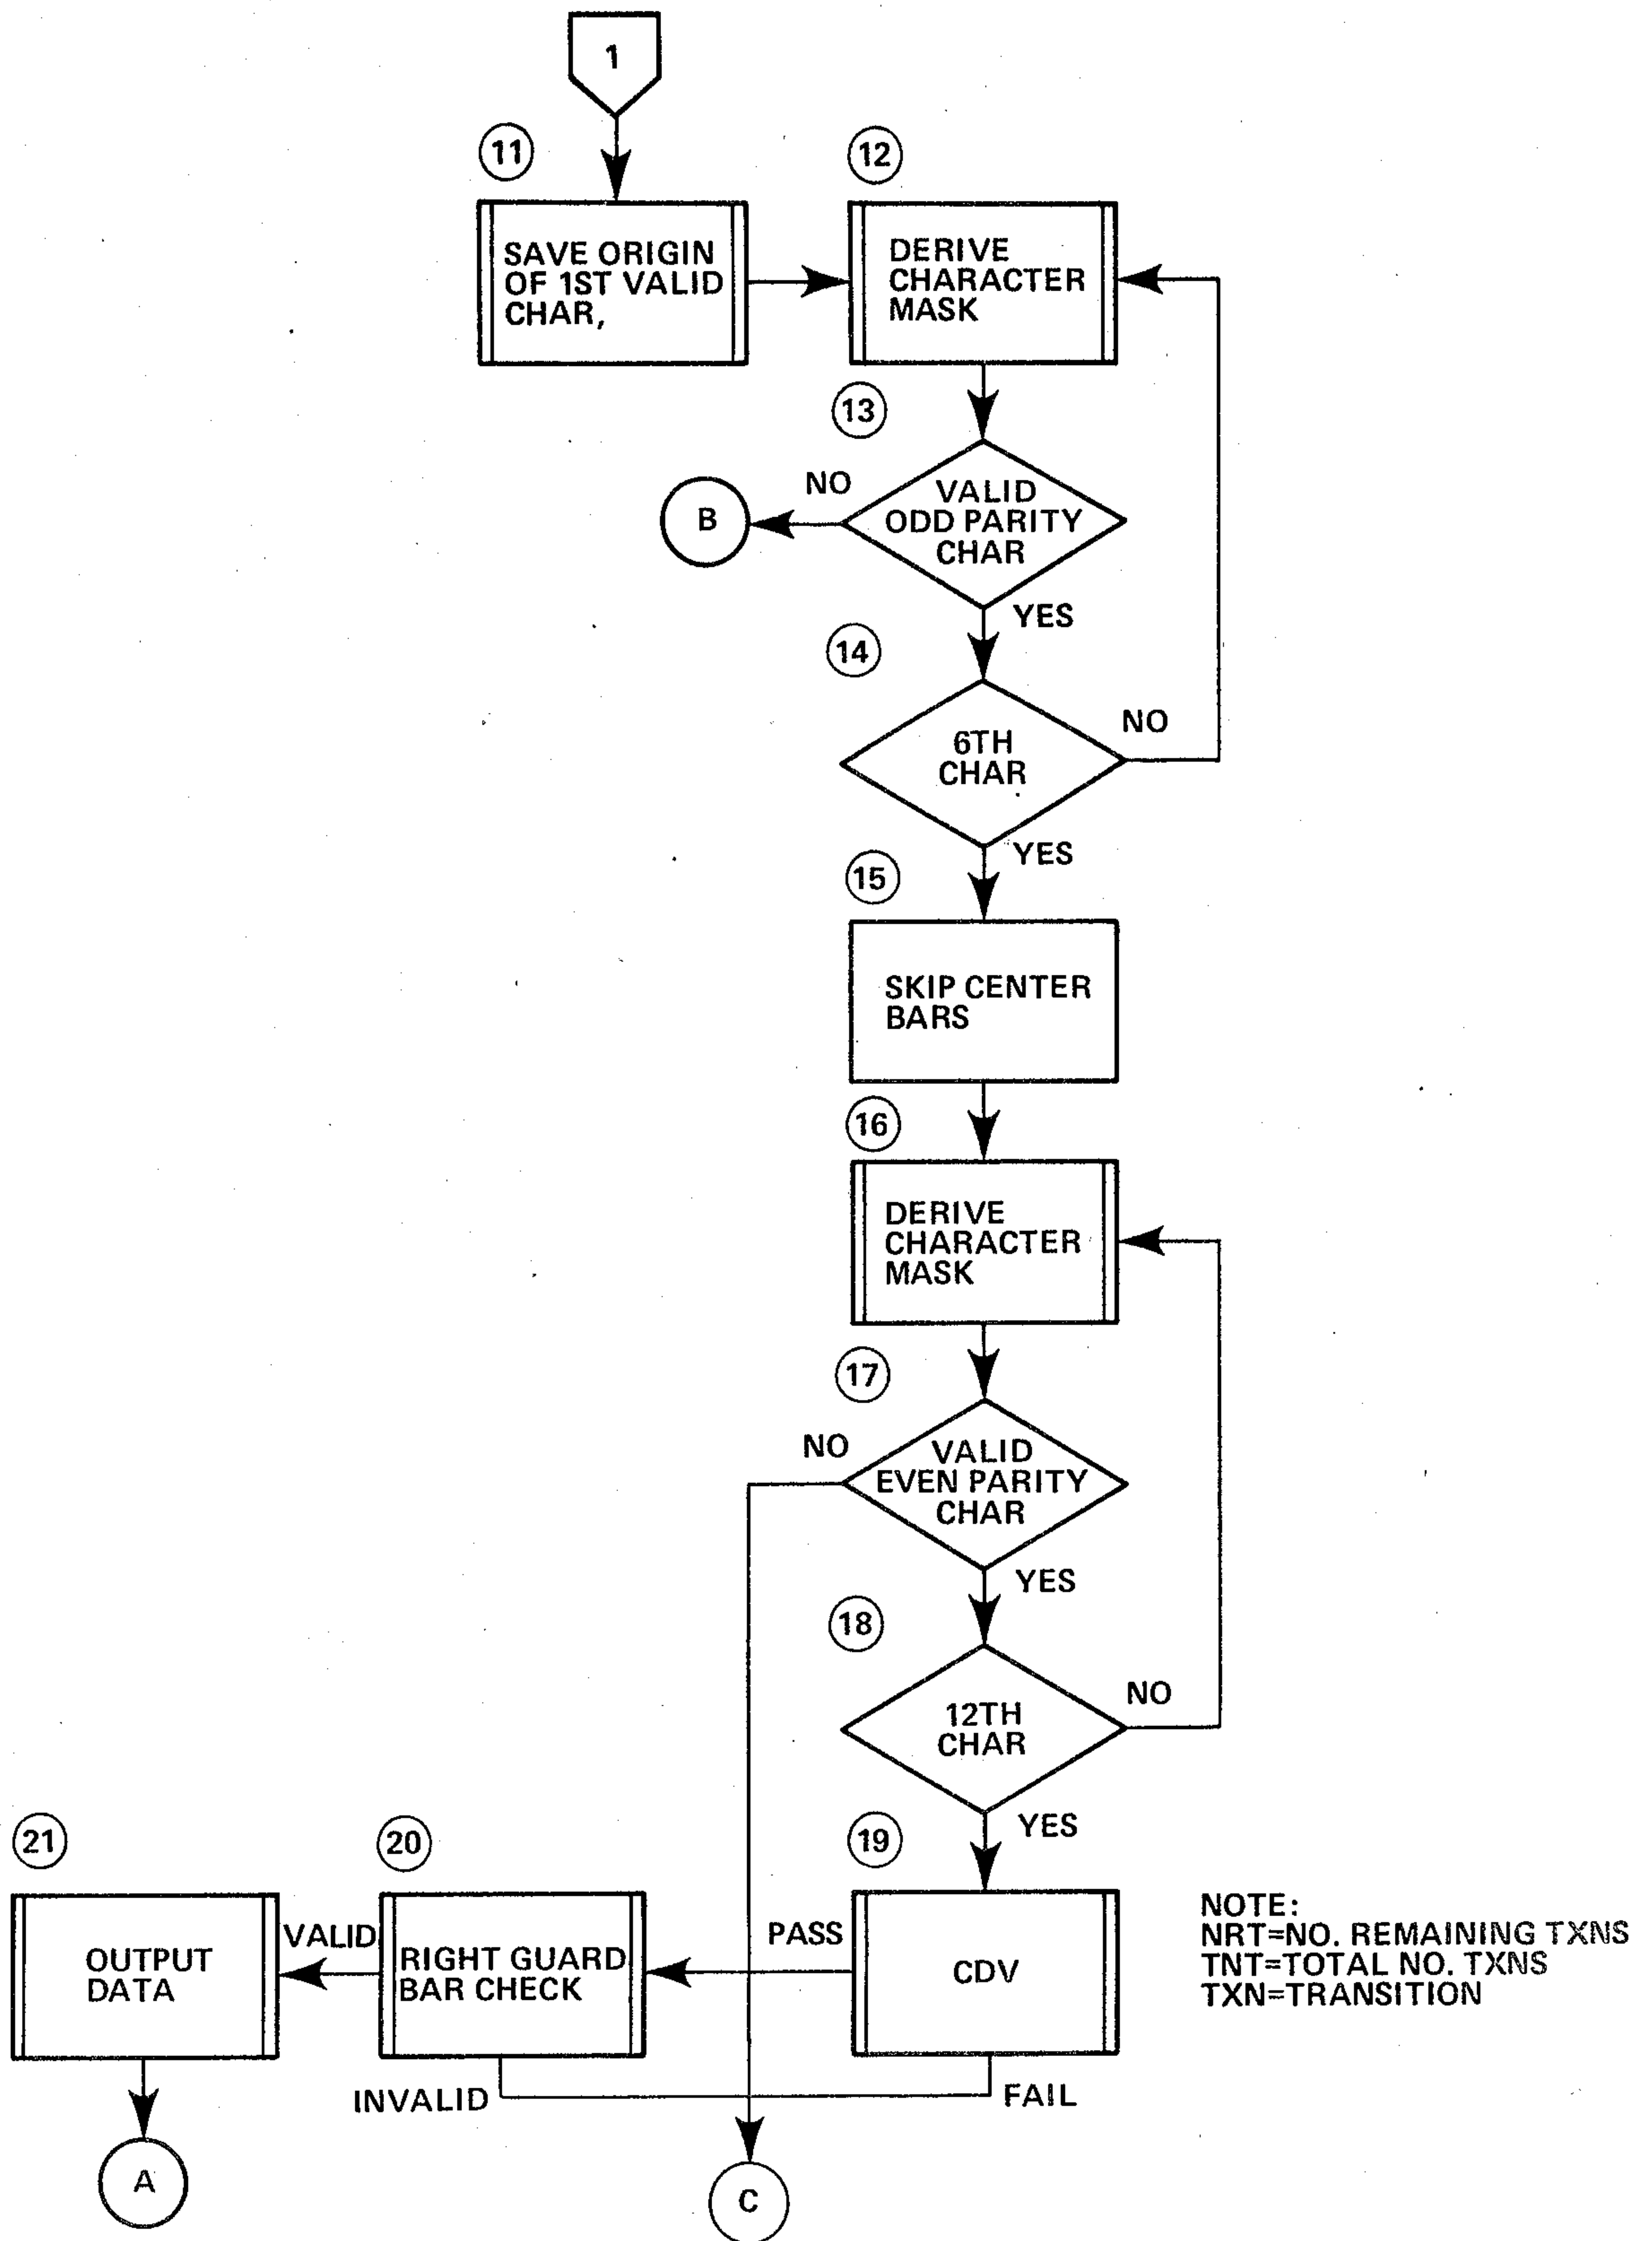 1
11
SAVE ORIGIN
OF 1ST VALID
CHAR,
12
DERIVE
CHARACTER
MASK
13
NO
B
VALID
ODD PARITY
CHAR
YES
14
6TH
CHAR
NO
YES
15
SKIP CENTER
BARS
16
DERIVE
CHARACTER
MASK
17
NO
VALID
EVEN PARITY
CHAR
YES
18
12TH
CHAR
NO
YES
19
CDV
PASS
FAIL
20
RIGHT GUARD
BAR CHECK
VALID
INVALID
21
OUTPUT
DATA
A
C
NOTE:
NRT=NO. REMAINING TXNS
TNT=TOTAL NO. TXNS
TXN=TRANSITION